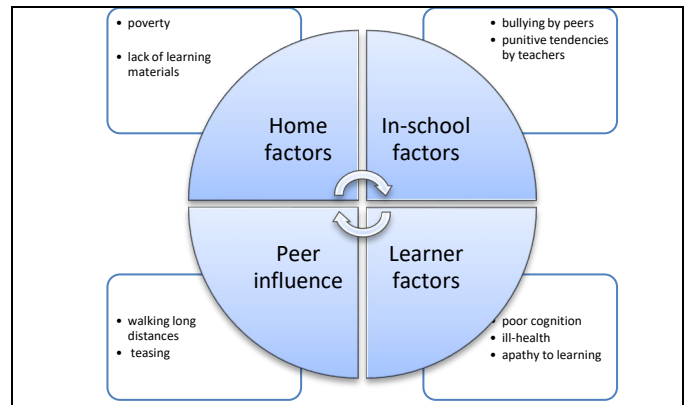 • poverty
• lack of learning
materials
• bullying by peers
• punitive tendencies
by teachers
Home
factors
In-school
factors
Peer
influence
Learner
factors
• walking long
distances
• teasing
• poor cognition
• ill-health
• apathy to learning